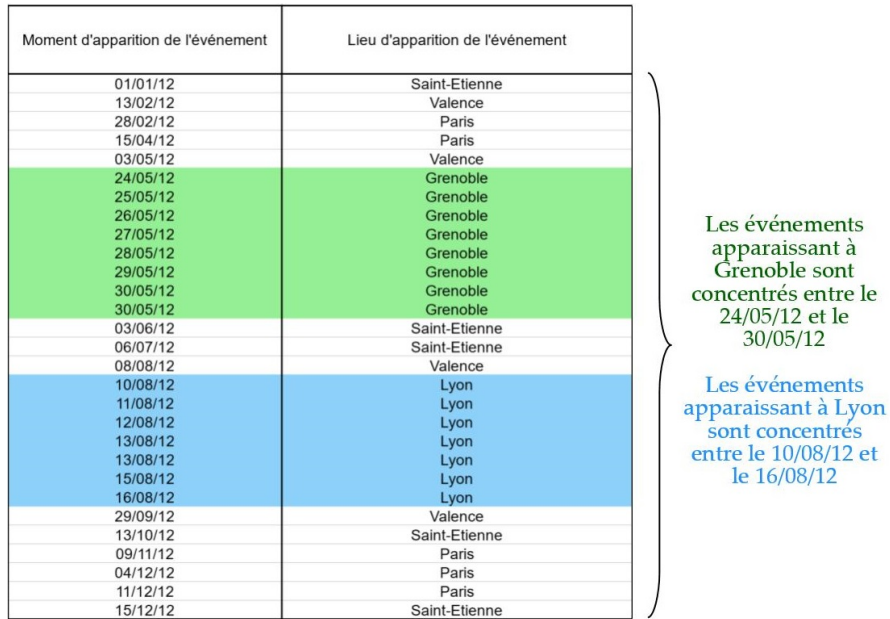 Moment d'apparition de l'événement Lieu d'apparition de l'événement
01/01/12 Saint-Etienne
13/02/12 Valence
28/02/12 Paris
15/04/12 Paris
03/05/12 Valence
24/05/12 Grenoble
25/05/12 Grenoble
26/05/12 Grenoble
27/05/12 Grenoble
28/05/12 Grenoble
29/05/12 Grenoble
30/05/12 Grenoble
30/05/12 Grenoble
03/06/12 Saint-Etienne
06/07/12 Saint-Etienne
08/08/12 Valence
10/08/12 Lyon
11/08/12 Lyon
12/08/12 Lyon
13/08/12 Lyon
13/08/12 Lyon
15/08/12 Lyon
16/08/12 Lyon
29/09/12 Valence
13/10/12 Saint-Etienne
09/11/12 Paris
04/12/12 Paris
11/12/12 Paris
15/12/12 Saint-Etienne
Les événements
apparaissant à
Grenoble sont
concentrés entre le
24/05/12 et le
30/05/12
Les événements
apparaissant à Lyon
sont concentrés
entre le 10/08/12 et
le 16/08/12